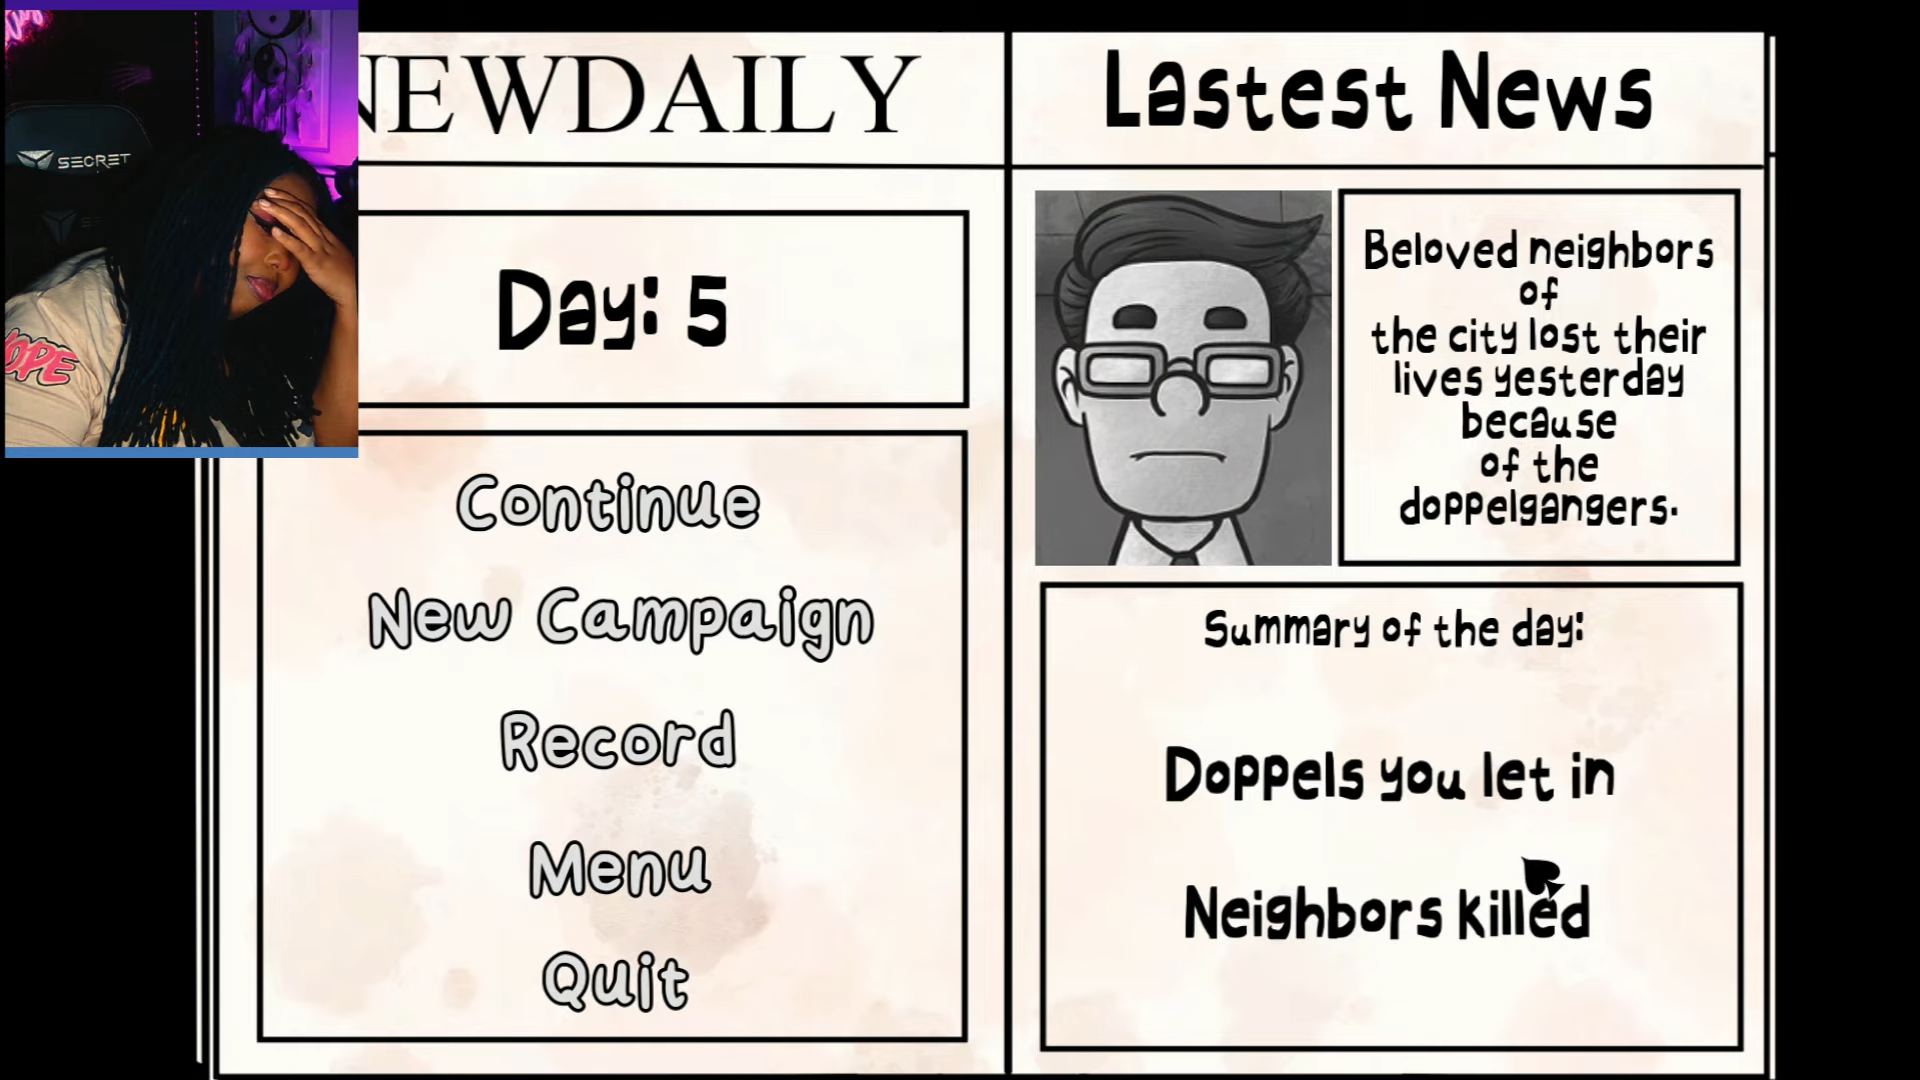 SECRET
OPE
NEWDAILY
Day: 5
Continue
New Campaign
Record
Menu
Quit
Lastest News
Beloved neighbors
of
the city lost their
lives yesterday
because
of the
doppelgangers.
Summary of the day:
Doppels you let in
Neighbors killed